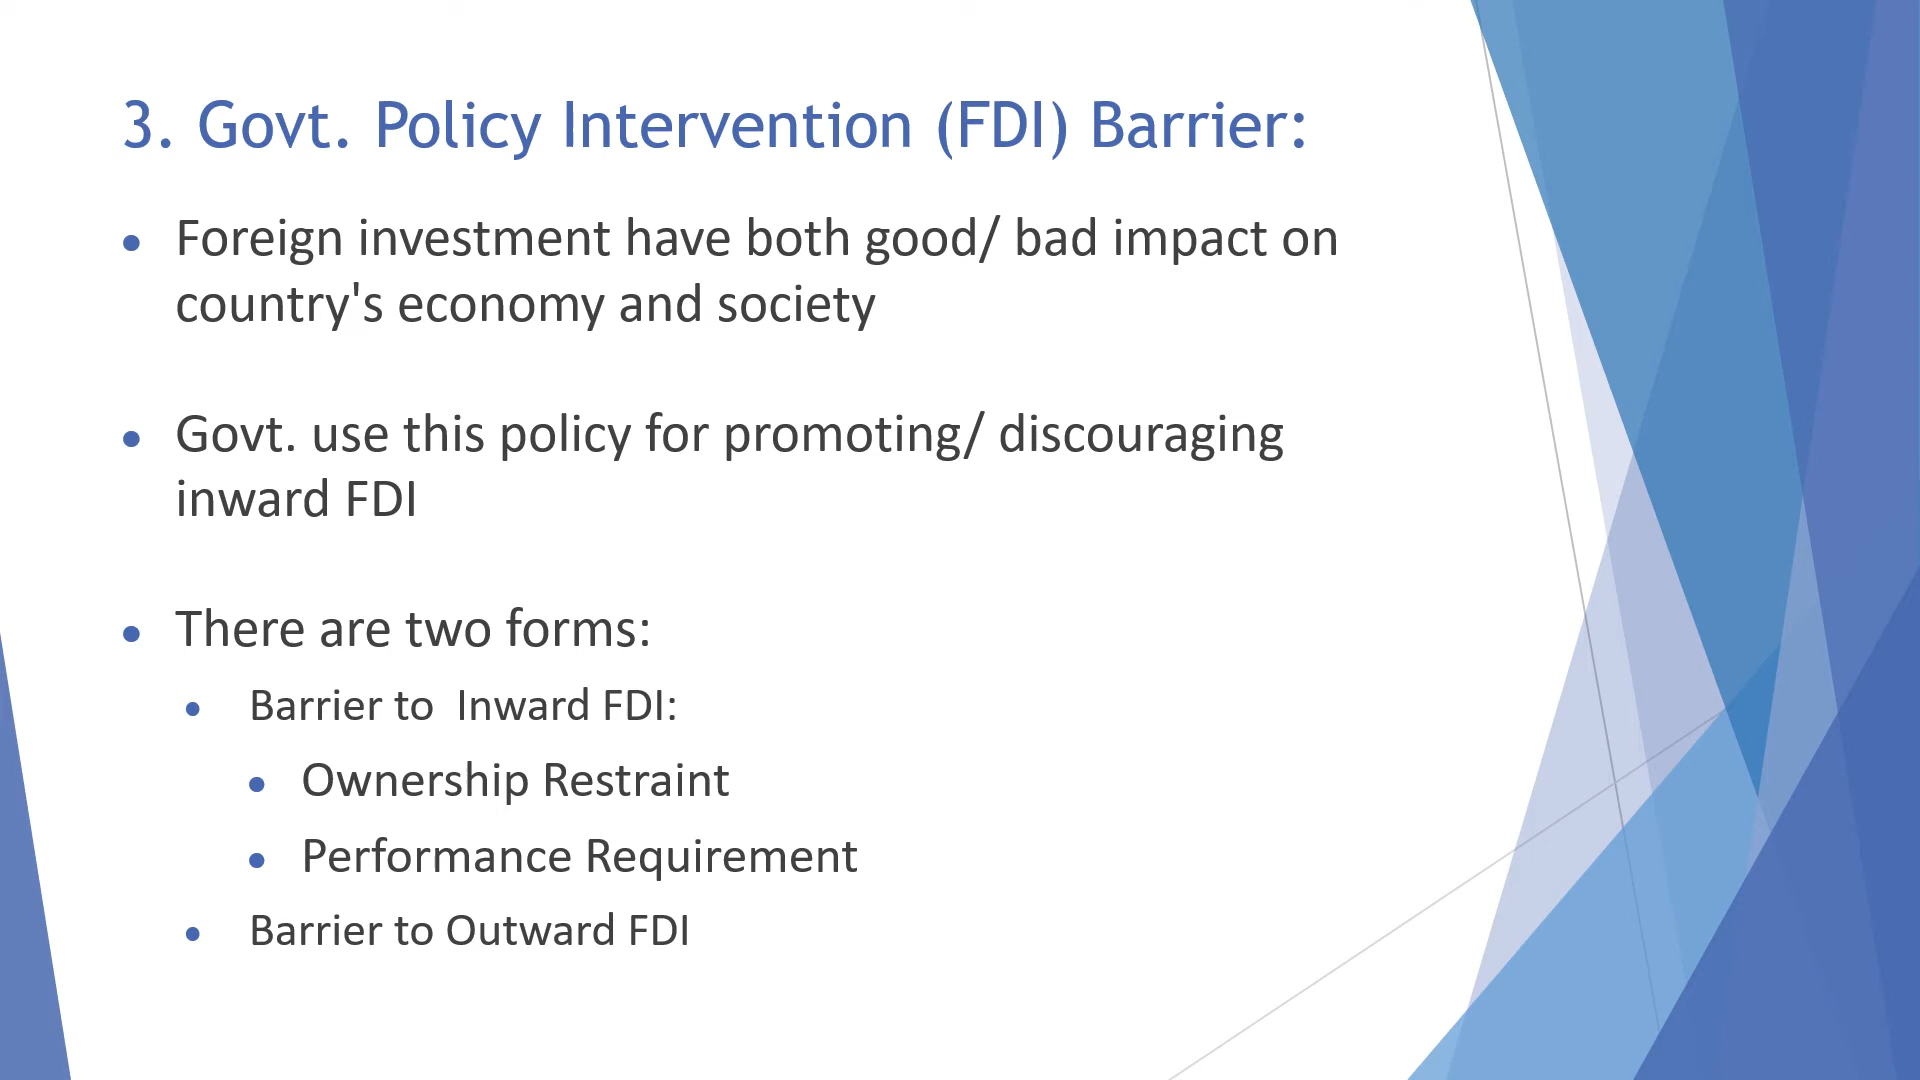 3. Govt. Policy Intervention (FDI) Barrier:
• Foreign investment have both good/ bad impact on
country's economy and society
• Govt. use this policy for promoting/ discouraging
inward FDI
• There are two forms:
• Barrier to  Inward FDI:
• Ownership Restraint
• Performance Requirement
• Barrier to Outward FDI